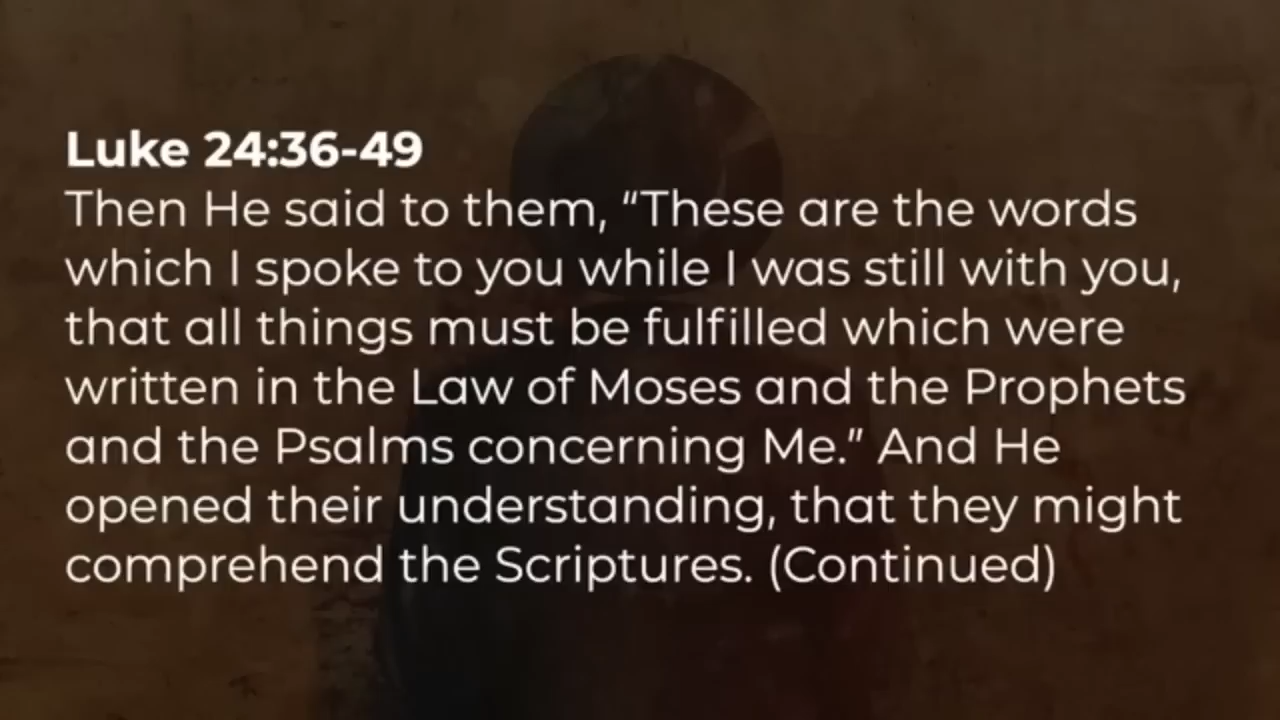 Luke 24:36-49
Then He said to them, “These are the words
which I spoke to you while I was still with you,
that all things must be fulfilled which were
written in the Law of Moses and the Prophets
and the Psalms concerning Me.” And He
opened their understanding, that they might
comprehend the Scriptures. (Continued)